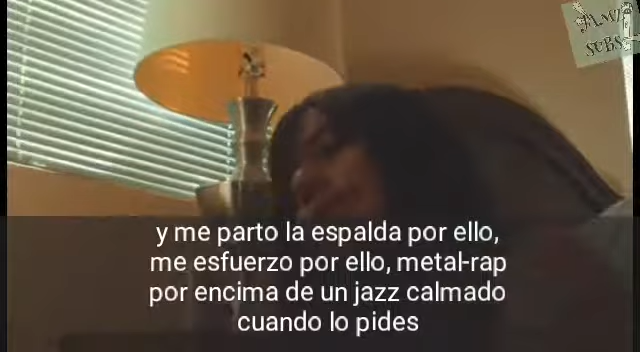 SUBS
y me parto la espalda por ello,
me esfuerzo por ello, metal-rap
por encima de un jazz calmado
cuando lo pides